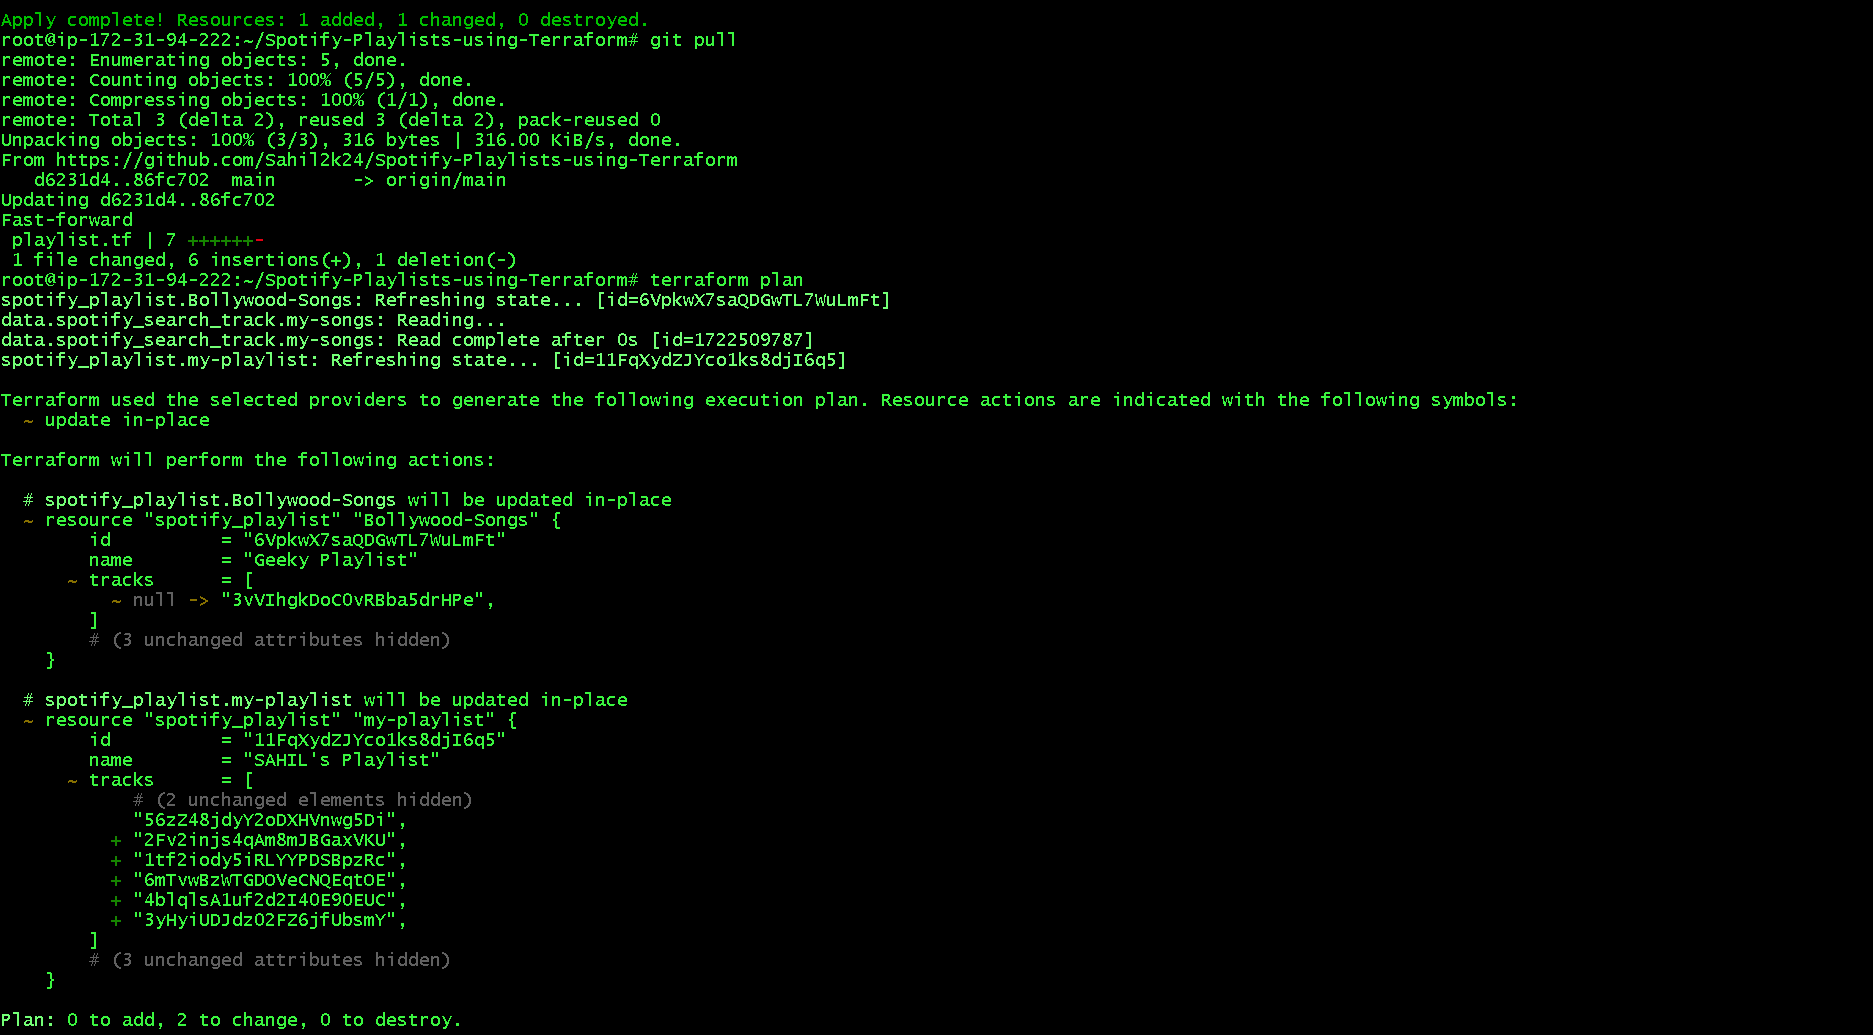 Apply complete! Resources: 1 added, 1 changed, 0 destroyed.
root@ip-172-31-94-222:~/Spotify-Playlists-using-Terraform# git pull
remote: Enumerating objects: 5, done.
remote: Counting objects: 100% (5/5), done.
remote: Compressing objects: 100% (1/1), done.
remote: Total 3 (delta 2), reused 3 (delta 2), pack-reused 0
Unpacking objects: 100% (3/3), 316 bytes | 316.00 KiB/s, done.
From https://github.com/Sahil2k24/Spotify-Playlists-using-Terraform
   d6231d4..86fc702  main       -> origin/main
Updating d6231d4..86fc702
Fast-forward
 playlist.tf | 7 ++++++-
 1 file changed, 6 insertions(+), 1 deletion(-)
root@ip-172-31-94-222:~/Spotify-Playlists-using-Terraform# terraform plan
spotify_playlist.Bollywood-Songs: Refreshing state... [id=6VpkwX7saQDGwTL7WuLmFt]
data.spotify_search_track.my-songs: Reading...
data.spotify_search_track.my-songs: Read complete after 0s [id=1722509787]
spotify_playlist.my-playlist: Refreshing state... [id=11FqXydZJYco1ks8djI6q5]

Terraform used the selected providers to generate the following execution plan. Resource actions are indicated with the following symbols:
  ~ update in-place

Terraform will perform the following actions:

  # spotify_playlist.Bollywood-Songs will be updated in-place
  ~ resource "spotify_playlist" "Bollywood-Songs" {
        id          = "6VpkwX7saQDGwTL7WuLmFt"
        name        = "Geeky Playlist"
      ~ tracks      = [
          ~ null -> "3vVIhgkDoC0vRBba5drHPe",
        ]
        # (3 unchanged attributes hidden)
    }

  # spotify_playlist.my-playlist will be updated in-place
  ~ resource "spotify_playlist" "my-playlist" {
        id          = "11FqXydZJYco1ks8djI6q5"
        name        = "SAHIL's Playlist"
      ~ tracks      = [
            # (2 unchanged elements hidden)
            "56zZ48jdyY2oDXHVnwg5Di",
          + "2Fv2injs4qAm8mJBGaxVKU",
          + "1tf2iody5iRLYYPDSBpzRc",
          + "6mTvwBzWTGDOVeCNQEqtOE",
          + "4blqlsA1uf2d2I4OE90EUC",
          + "3yHyiUDJdzO2FZ6jfUbsmY",
        ]
        # (3 unchanged attributes hidden)
    }

Plan: 0 to add, 2 to change, 0 to destroy.